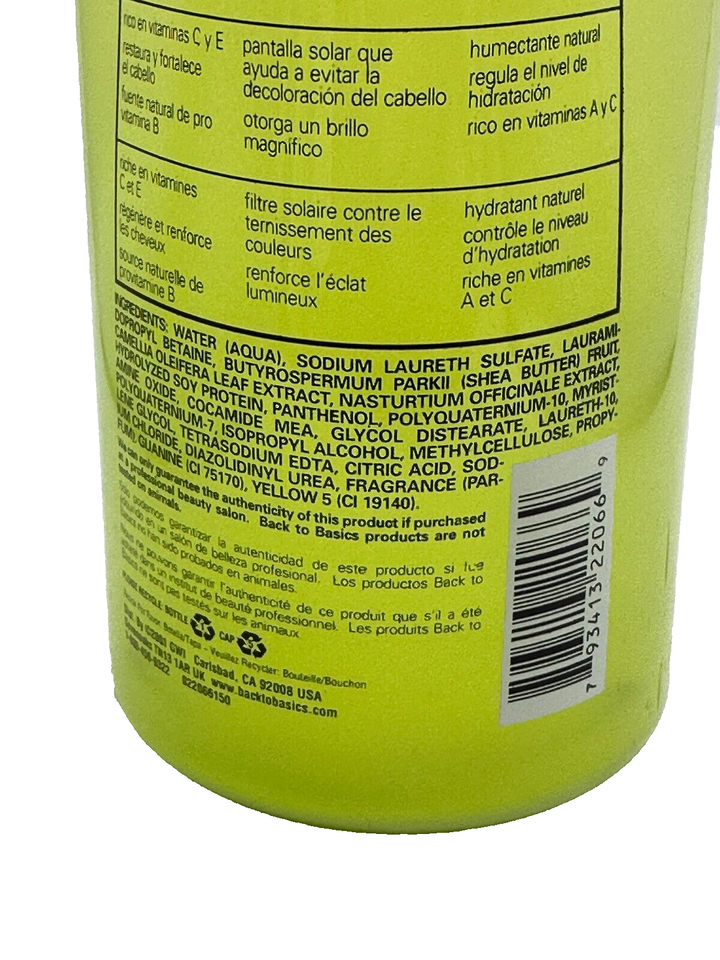 rico en vitaminas C y E
restaura y fortalece
el cabello
fuente natural de pro
vitamina B
pantalla solar que
ayuda a evitar la
decoloración del cabello
otorga un brillo
magnífico
humectante natural
regula el nivel de
hidratación
rico en vitaminas A y C
riche en vitamines
C et E
régénère et renforce
les cheveux
source naturelle de
provitamine B
filtre solaire contre le
ternissement des
couleurs
renforce l'éclat
lumineux
hydratant naturel
contrôle le niveau
d'hydratation
riche en vitamines
A et C
INGREDIENTS: WATER (AQUA), SODIUM LAURETH SULFATE, LAURAMI-
DOPROPYL BETAINE, BUTYROSPERMUM PARKII (SHEA BUTTER) FRUIT,
CAMELLIA OLEIFERA LEAF EXTRACT, NASTURTIUM OFFICINALE EXTRACT,
HYDROLYZED SOY PROTEIN, PANTHENOL, POLYQUATERNIUM-10, MYRIST-
AMINE OXIDE, COCAMIDE MEA, GLYCOL DISTEARATE, LAURETH-10,
POLYQUATERNIUM-7, ISOPROPYL ALCOHOL, METHYLCELLULOSE, PROPY-
LENE GLYCOL, TETRASODIUM EDTA, CITRIC ACID, SOD-
IUM CHLORIDE, DIAZOLIDINYL UREA, FRAGRANCE (PAR-
FUM), GUANINE (CI 75170), YELLOW 5 (CI 19140).
We can only guarantee the authenticity of this product if purchased
in a professional beauty salon. Back to Basics products are not
tested on animals.
podemos garantizar la autenticidad de este producto si fue
en un salón de belleza profesional. Los productos Back to
no han sido probados en animales.
ne pouvons garantir l'authenticité de ce produit que s'il a été
dans un institut de beauté professionnel. Les produits Back to
ne sont pas testés sur les animaux
PLEASE RECYCLE: BOTTLE CAP
Botella/Tapa - Veuillez Recycler: Bouteille/Bouchon
©2001 GWI Carlsbad, CA 92008 USA
TW13 1AR UK www.backtobasics.com
822066150
7 93413 22066 9